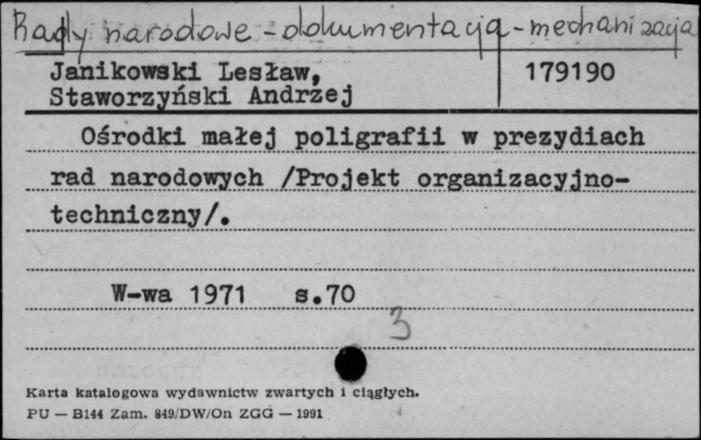 Rady narodowe - dokumentacja - mechanizacja
Janikowski Lesław, 179190
Staworzyński Andrzej
Ośrodki małej poligrafii w prezydiach
rad narodowych /Projekt organizacyjno-
techniczny/.
W-wa 1971 s.70
3
Karta katalogowa wydawnictw zwartych i ciągłych.
PU — B144 Zam. 849/DW/On ZGG — 1991